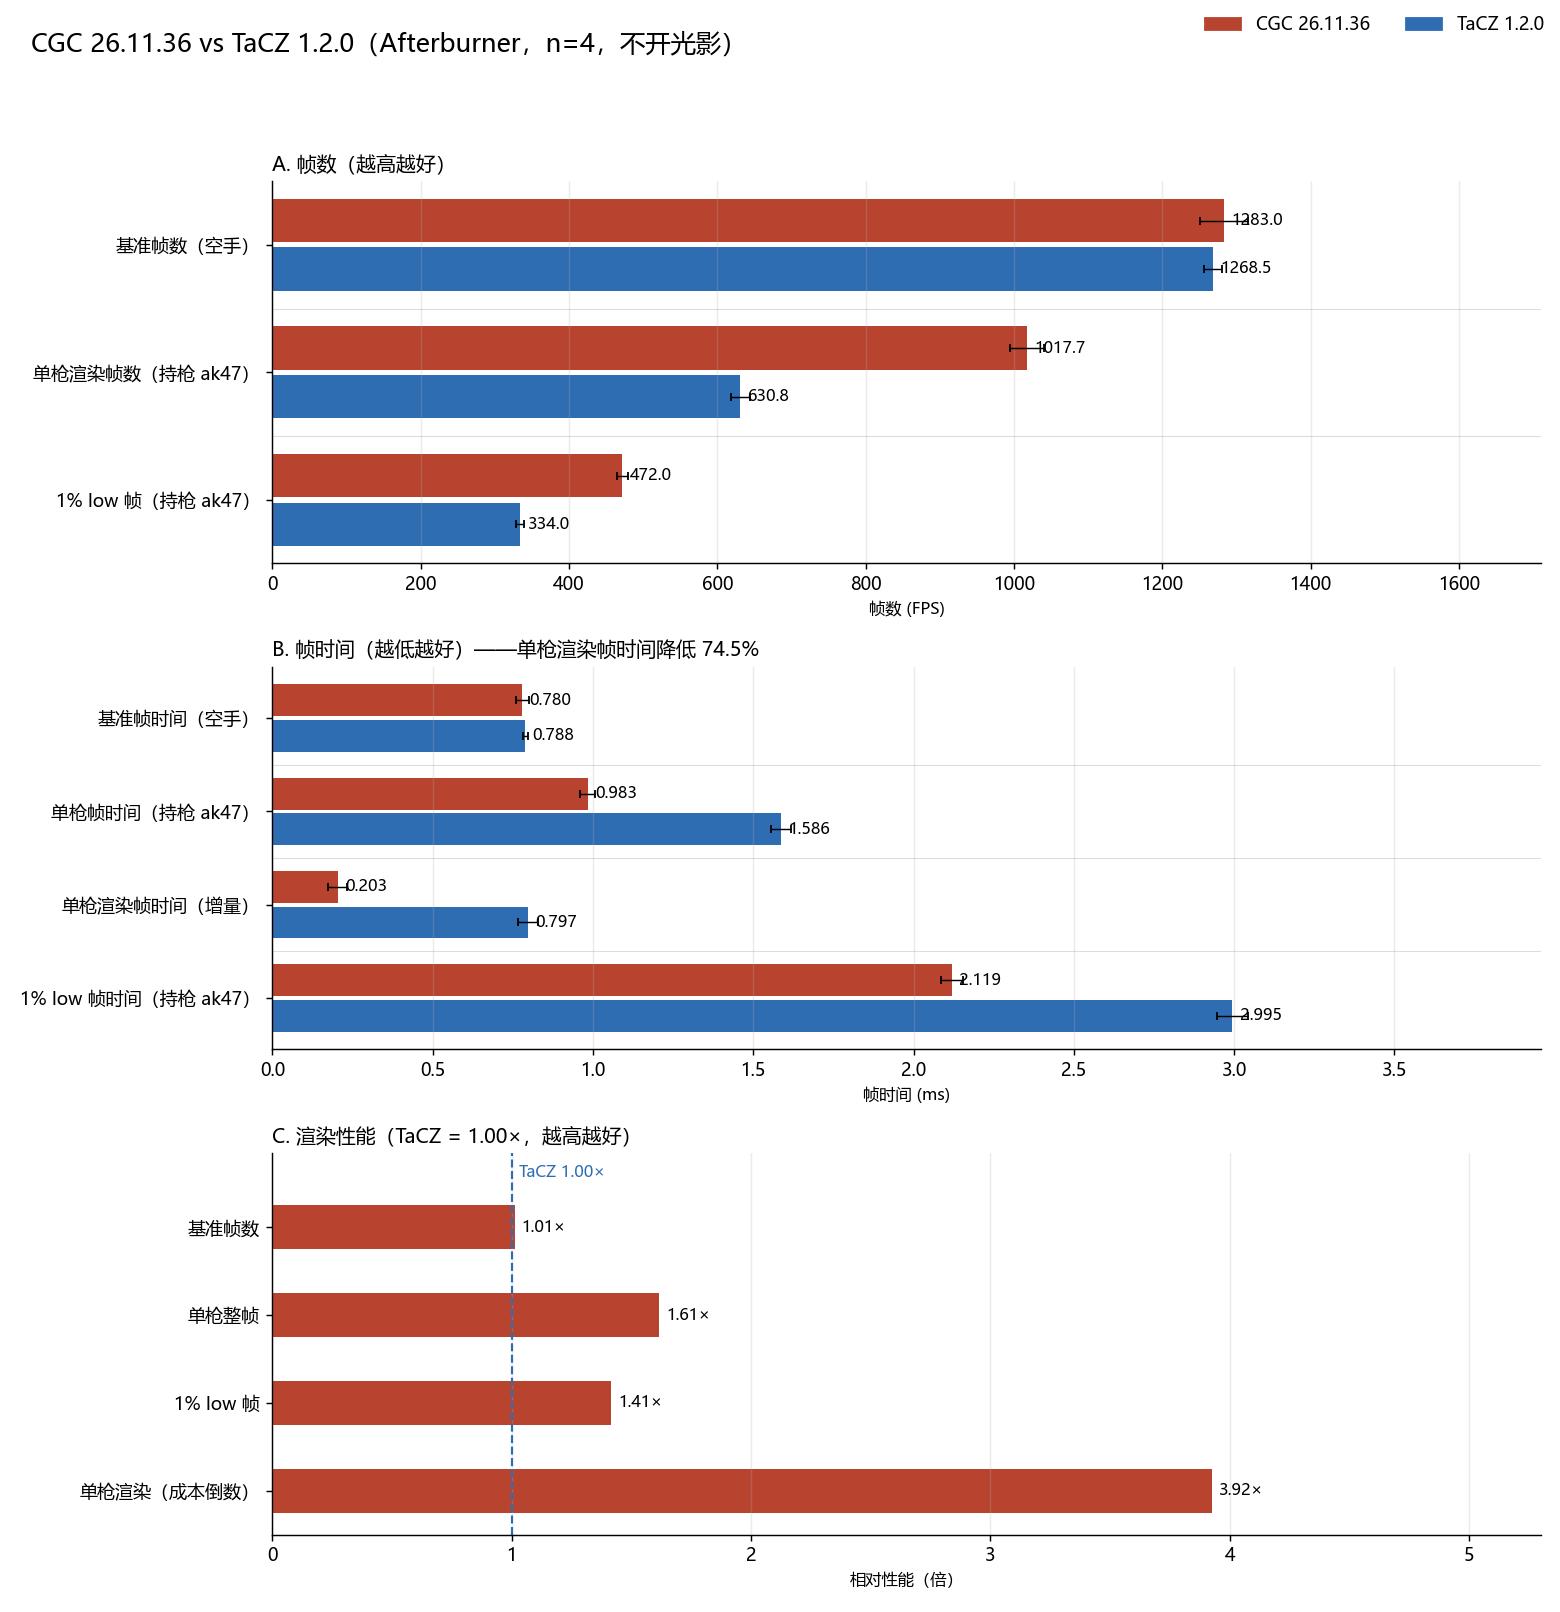 CGC 26.11.36 vs TaCZ 1.2.0（Afterburner，n=4，不开光影）
CGC 26.11.36
TaCZ 1.2.0
A. 帧数（越高越好）
基准帧数（空手）
1283.0
1268.5
单枪渲染帧数（持枪 ak47）
1017.7
630.8
1% low 帧（持枪 ak47）
472.0
334.0
0 200 400 600 800 1000 1200 1400 1600
帧数 (FPS)
B. 帧时间（越低越好）——单枪渲染帧时间降低 74.5%
基准帧时间（空手）
0.780
0.788
单枪帧时间（持枪 ak47）
0.983
1.586
单枪渲染帧时间（增量）
0.203
0.797
1% low 帧时间（持枪 ak47）
2.119
2.995
0.0 0.5 1.0 1.5 2.0 2.5 3.0 3.5
帧时间 (ms)
C. 渲染性能（TaCZ = 1.00×，越高越好）
TaCZ 1.00×
基准帧数
1.01×
单枪整帧
1.61×
1% low 帧
1.41×
单枪渲染（成本倒数）
3.92×
0 1 2 3 4 5
相对性能（倍）